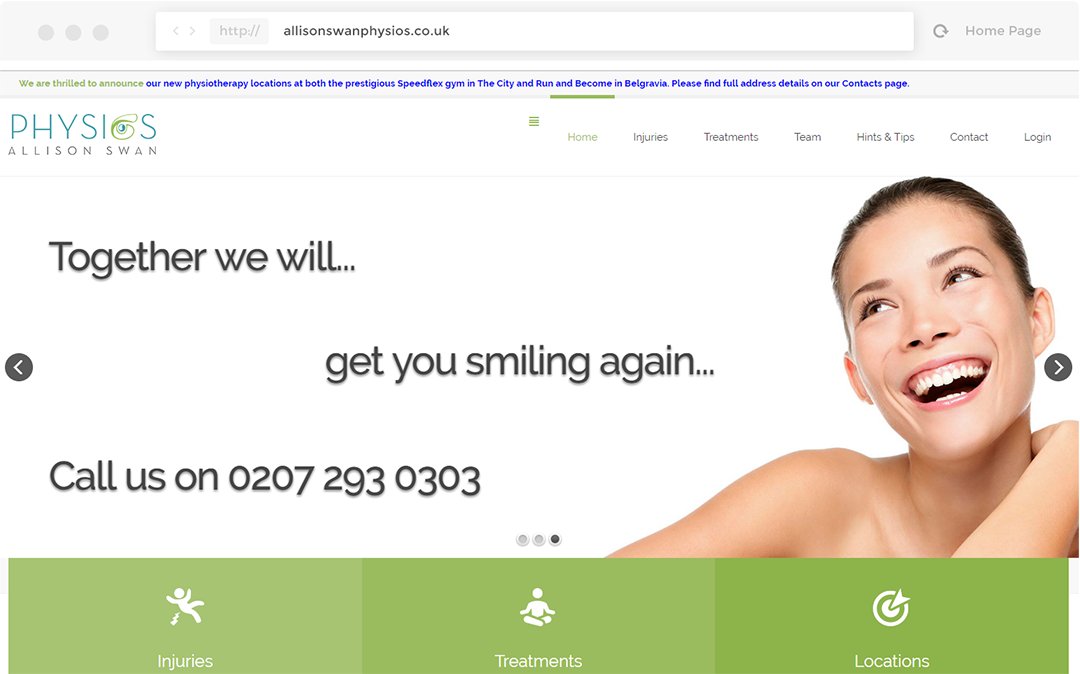 http:// allisonswanphysios.co.uk Home Page
We are thrilled to announce our new physiotherapy locations at both the prestigious Speedflex gym in The City and Run and Become in Belgravia. Please find full address details on our Contacts page.
PHYSIOS
ALLISON SWAN
Home Injuries Treatments Team Hints & Tips Contact Login
Together we will...
get you smiling again...
Call us on 0207 293 0303
Injuries Treatments Locations